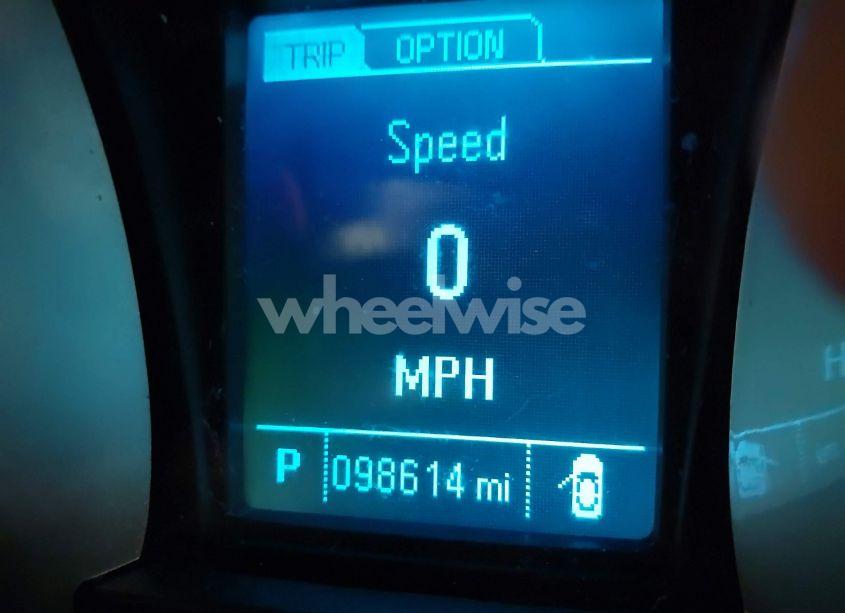 TRIP OPTION
Speed
0
wheelwise
MPH
P 098614 mi
H